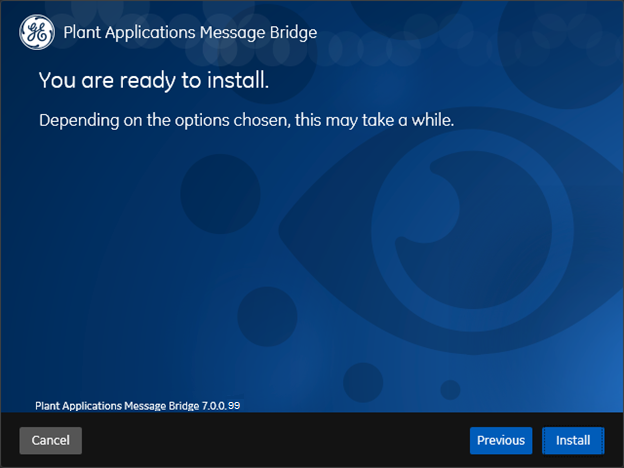 Plant Applications Message Bridge
You are ready to install.
Depending on the options chosen, this may take a while.
Plant Applications Message Bridge 7.0.0.99
Cancel
Previous
Install